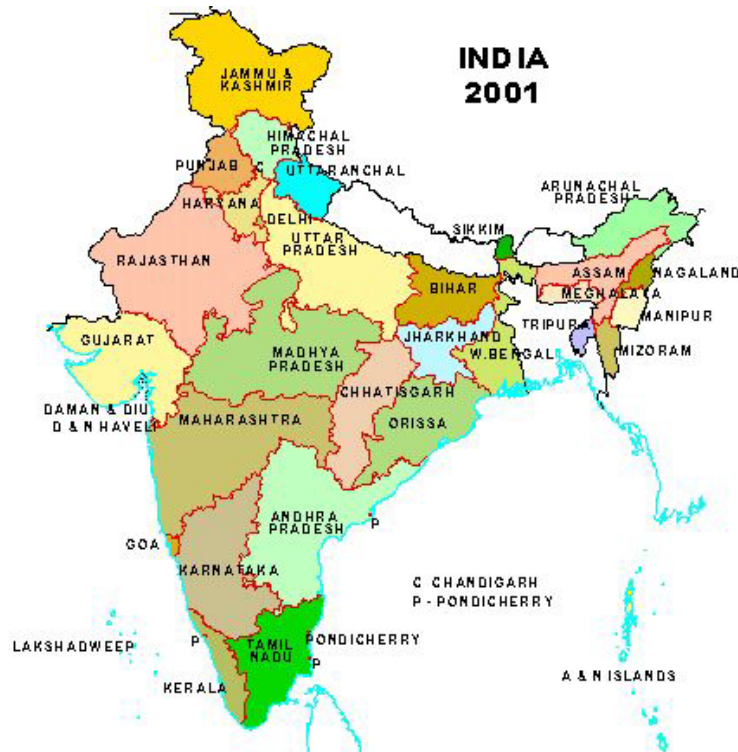 INDIA
2001
JAMMU &
KASHMIR
HIMACHAL
PRADESH
PUNJAB
C
UTTARANCHAL
HARYANA
DELHI
ARUNACHAL
PRADESH
SIKKIM
UTTAR
PRADESH
RAJASTHAN
ASSAM
NAGALAND
BIHAR
MEGHALAYA
MANIPUR
TRIPURA
JHARKHAND
GUJARAT
MADHYA
PRADESH
W.BENGAL
MIZORAM
CHHATISGARH
DAMAN & DIU
D & N HAVELI
MAHARASHTRA
ORISSA
ANDHRA
PRADESH
P
GOA
KARNATAKA
C CHANDIGARH
P - PONDICHERRY
LAKSHADWEEP
P
TAMIL
NADU
PONDICHERRY
P
KERALA
A & N ISLANDS